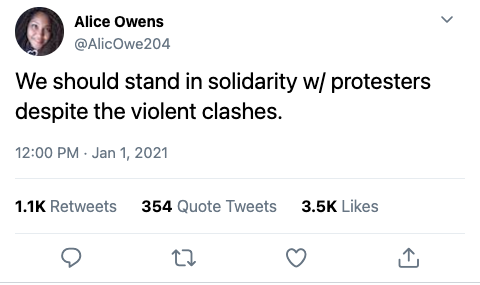 Alice Owens
@AlicOwe204
We should stand in solidarity w/ protesters
despite the violent clashes.
12:00 PM · Jan 1, 2021
1.1K Retweets 354 Quote Tweets 3.5K Likes